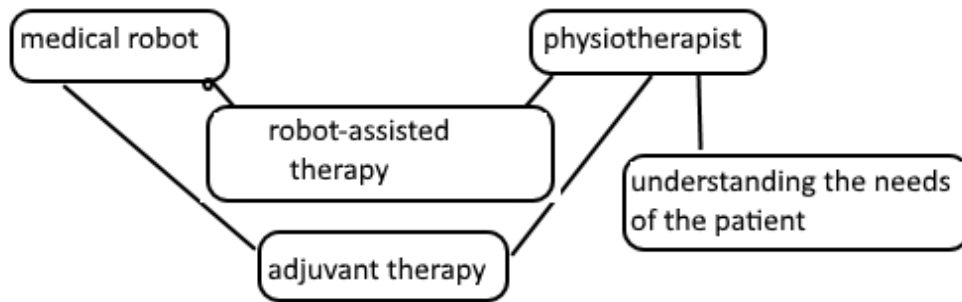 medical robot
physiotherapist
robot-assisted
therapy
understanding the needs
of the patient
adjuvant therapy